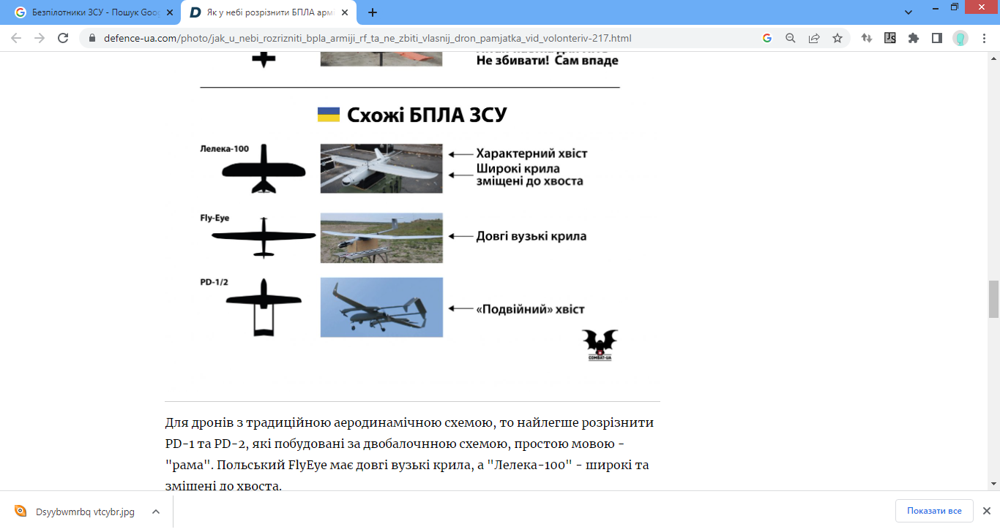 Безпілотники ЗСУ - Пошук Goog
Як у небі розрізнити БПЛА армі
defence-ua.com/photo/jak_u_nebi_rozrizniti_bpla_armiji_rf_ta_ne_zbiti_vlasnij_dron_pamjatka_vid_volonteriv-217.html
Не збивати! Сам впаде
Схожі БПЛА ЗСУ
Лелека-100
Характерний хвіст
Широкі крила
зміщені до хвоста
Fly-Eye
Довгі вузькі крила
PD-1/2
«Подвійний» хвіст
COMBAT-UA
Для дронів з традиційною аеродинамічною схемою, то найлегше розрізнити
PD-1 та PD-2, які побудовані за двобалочнною схемою, простою мовою -
"рама". Польський FlyEye має довгі вузькі крила, а "Лелека-100" - широкі та
зміщені до хвоста.
Dsyybwmrbq vtcybr.jpg
Показати все